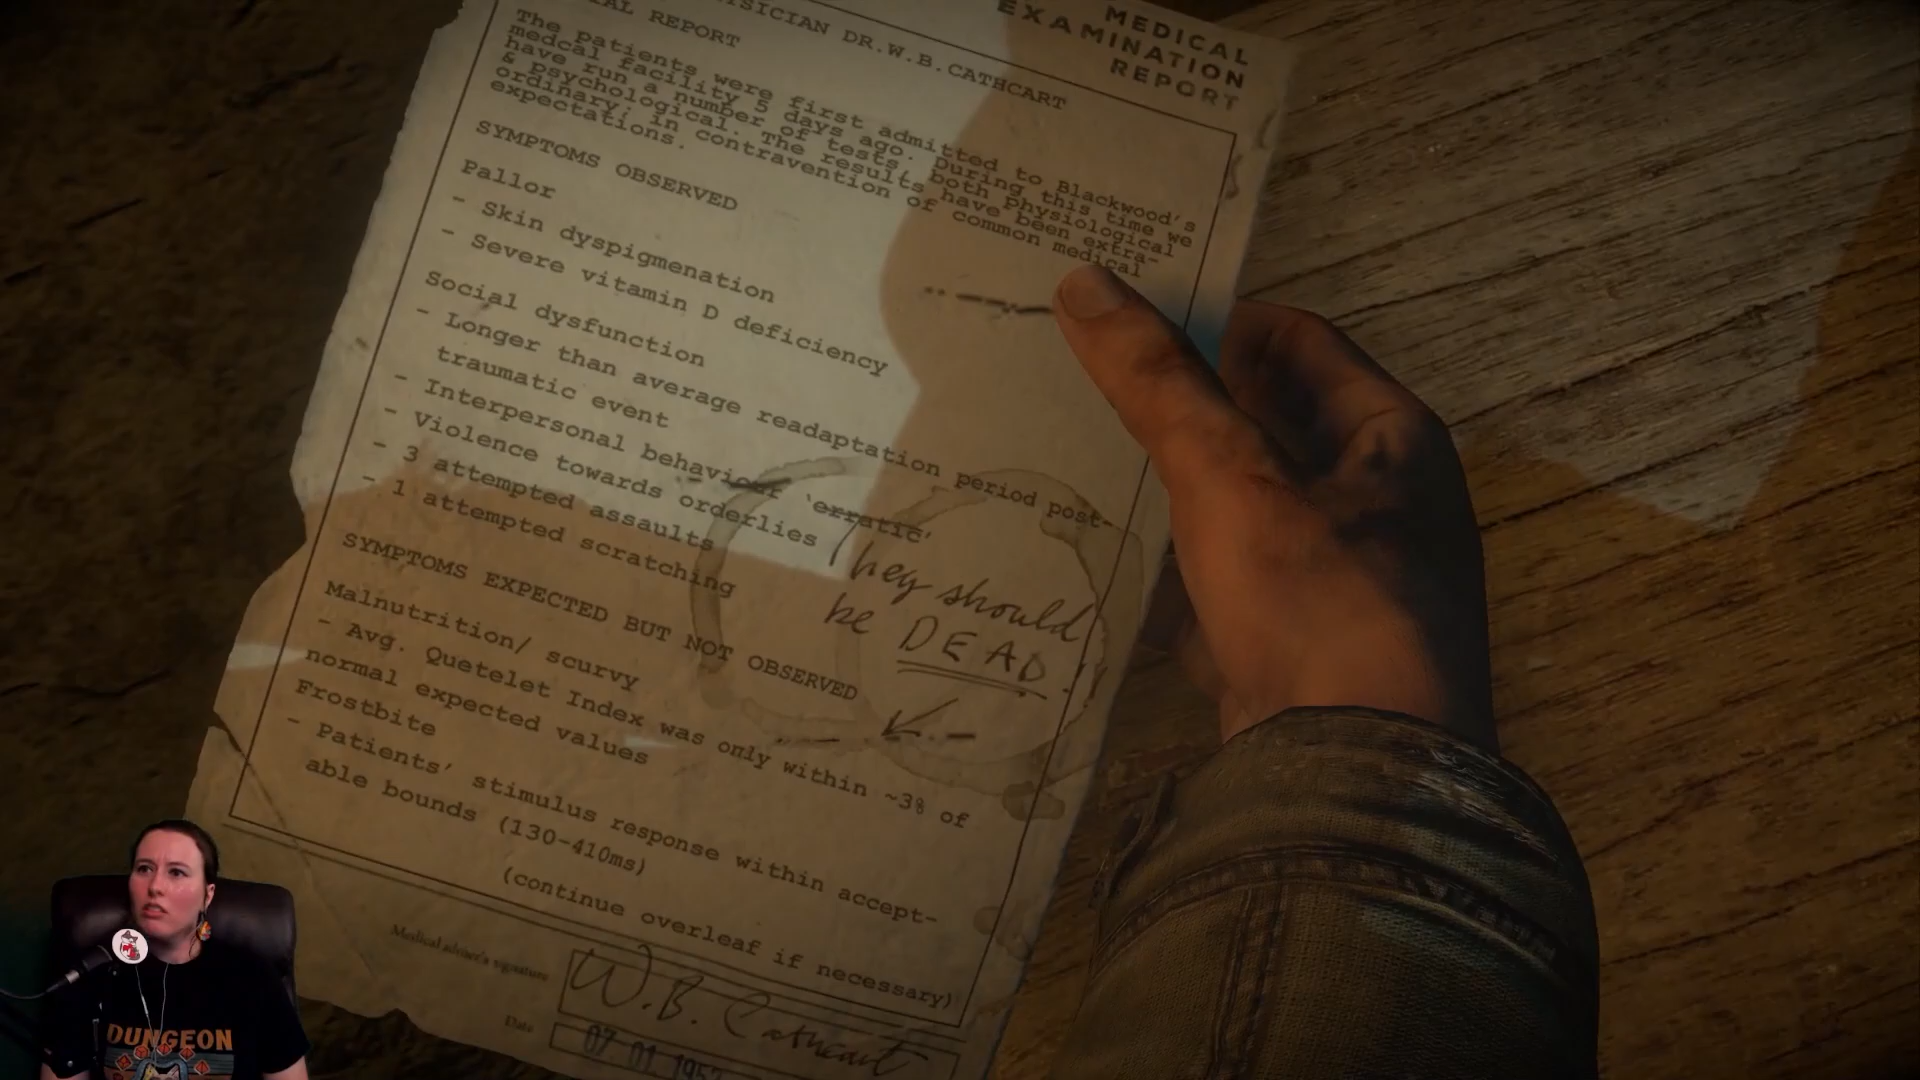 MEDICAL
EXAMINATION
REPORT
DR.W.B.CATHCART
REPORT
The patients were first admitted to Blackwood's
medcal facility 5 days ago. During this time we
have run a number of tests, both Physiological
& psychological. The results have been extra-
ordinary; in contravention of common medical
expectations.
SYMPTOMS OBSERVED
Pallor
- Skin dyspigmenation
- Severe vitamin D deficiency
Social dysfunction
- Longer than average readaptation period post-
traumatic event
- Interpersonal behaviour 'erratic'
- Violence towards orderlies
- 3 attempted assaults
- 1 attempted scratching
They should
be DEAD!
SYMPTOMS EXPECTED BUT NOT OBSERVED
Malnutrition/ scurvy
- Avg. Quetelet Index was only within ~3% of
normal expected values
Frostbite
- Patients' stimulus response within accept-
able bounds (130-410ms)
(continue overleaf if necessary)
Medical adviser's signature
W.B. Cathcart
Date
07 01 1952
DUNGEON